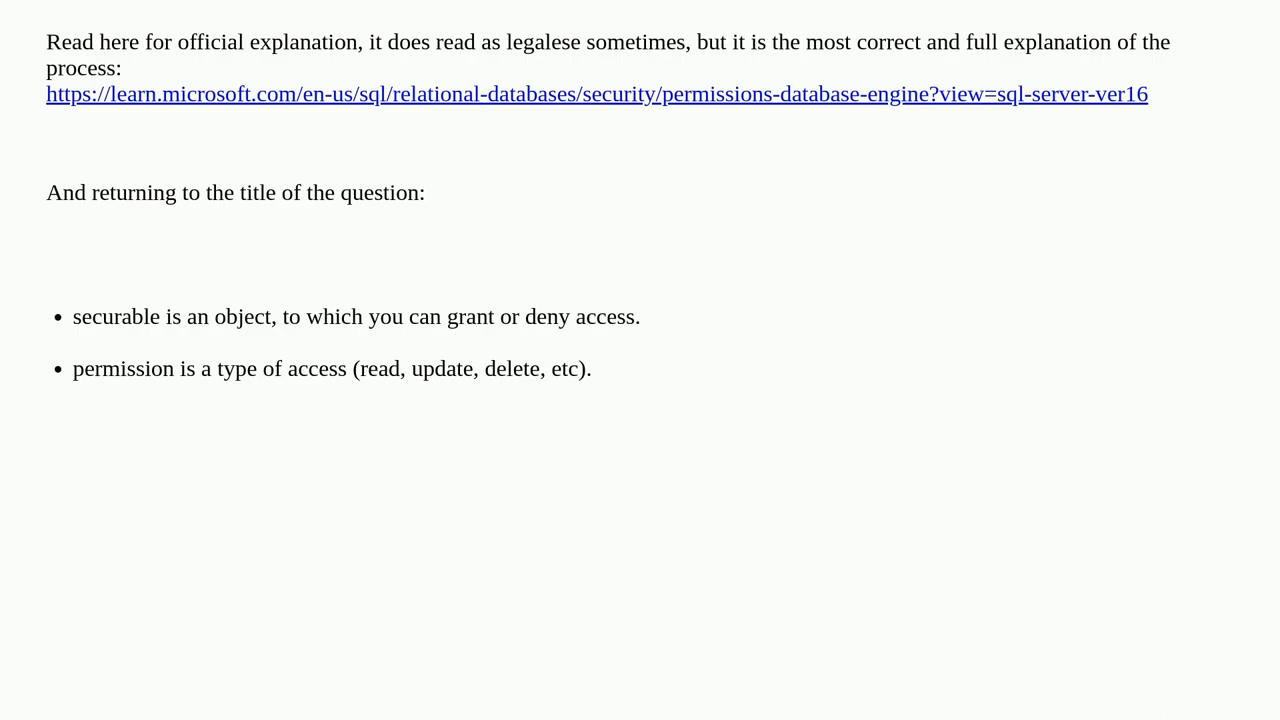 Read here for official explanation, it does read as legalese sometimes, but it is the most correct and full explanation of the
process:
https://learn.microsoft.com/en-us/sql/relational-databases/security/permissions-database-engine?view=sql-server-ver16
And returning to the title of the question:
• securable is an object, to which you can grant or deny access.
• permission is a type of access (read, update, delete, etc).